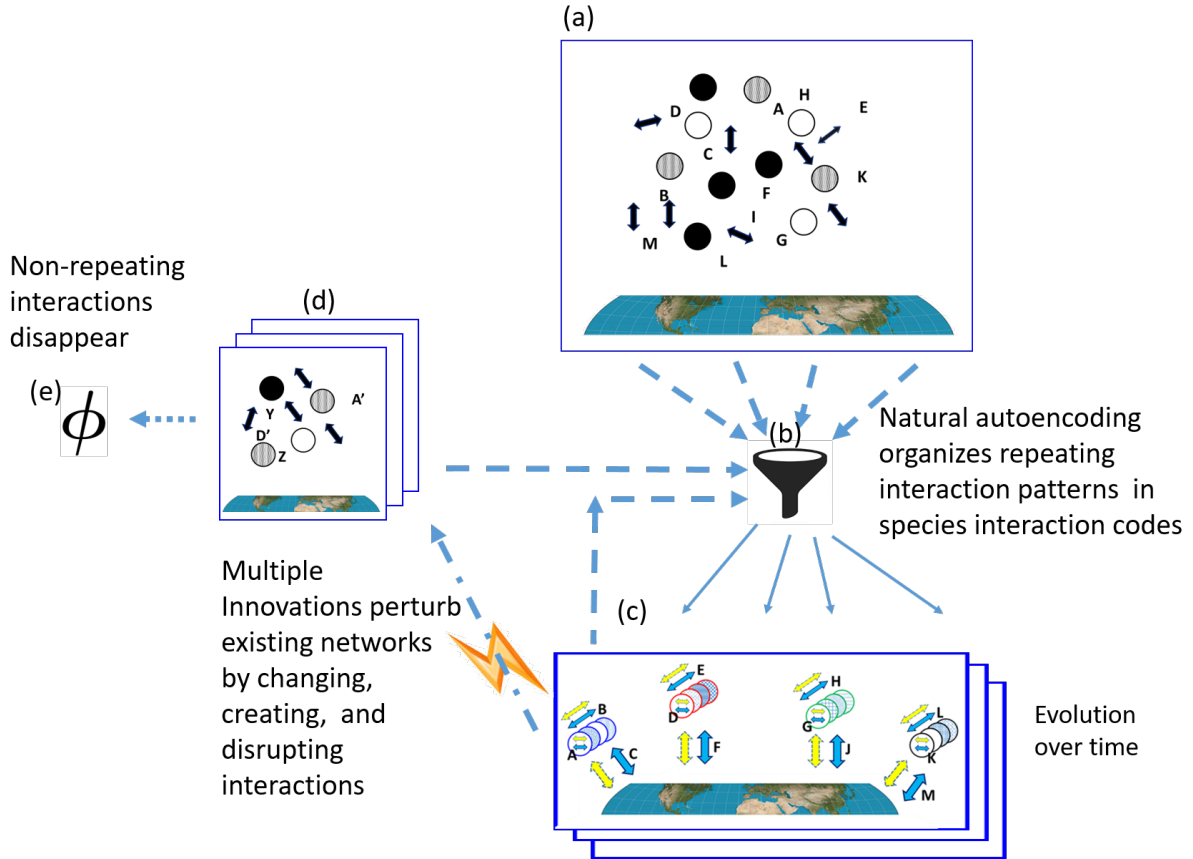 (a)
H
D
A
E
C
B
F
K
I
M
G
L
Non-repeating
interactions
disappear
(d)
(e)
ϕ
Y
A’
D’
Z
(b)
Natural autoencoding
organizes repeating
interaction patterns in
species interaction codes
Multiple
Innovations perturb
existing networks
by changing,
creating, and
disrupting
interactions
(c)
E
H
B
D
G
L
A
C
F
J
K
M
Evolution
over time